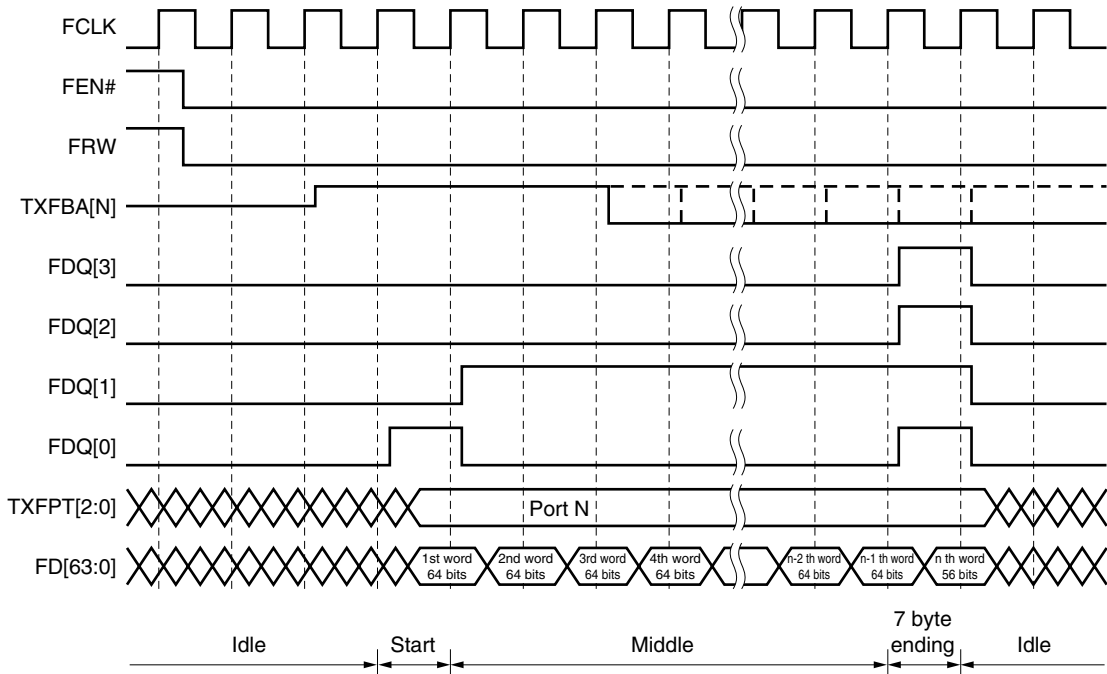 FCLK
FEN#
FRW
TXFBA[N]
FDQ[3]
FDQ[2]
FDQ[1]
FDQ[0]
TXFPT[2:0]
Port N
FD[63:0]
1st word
64 bits
2nd word
64 bits
3rd word
64 bits
4th word
64 bits
n-2 th word
64 bits
n-1 th word
64 bits
n th word
56 bits
Idle
Start
Middle
7 byte
ending
Idle